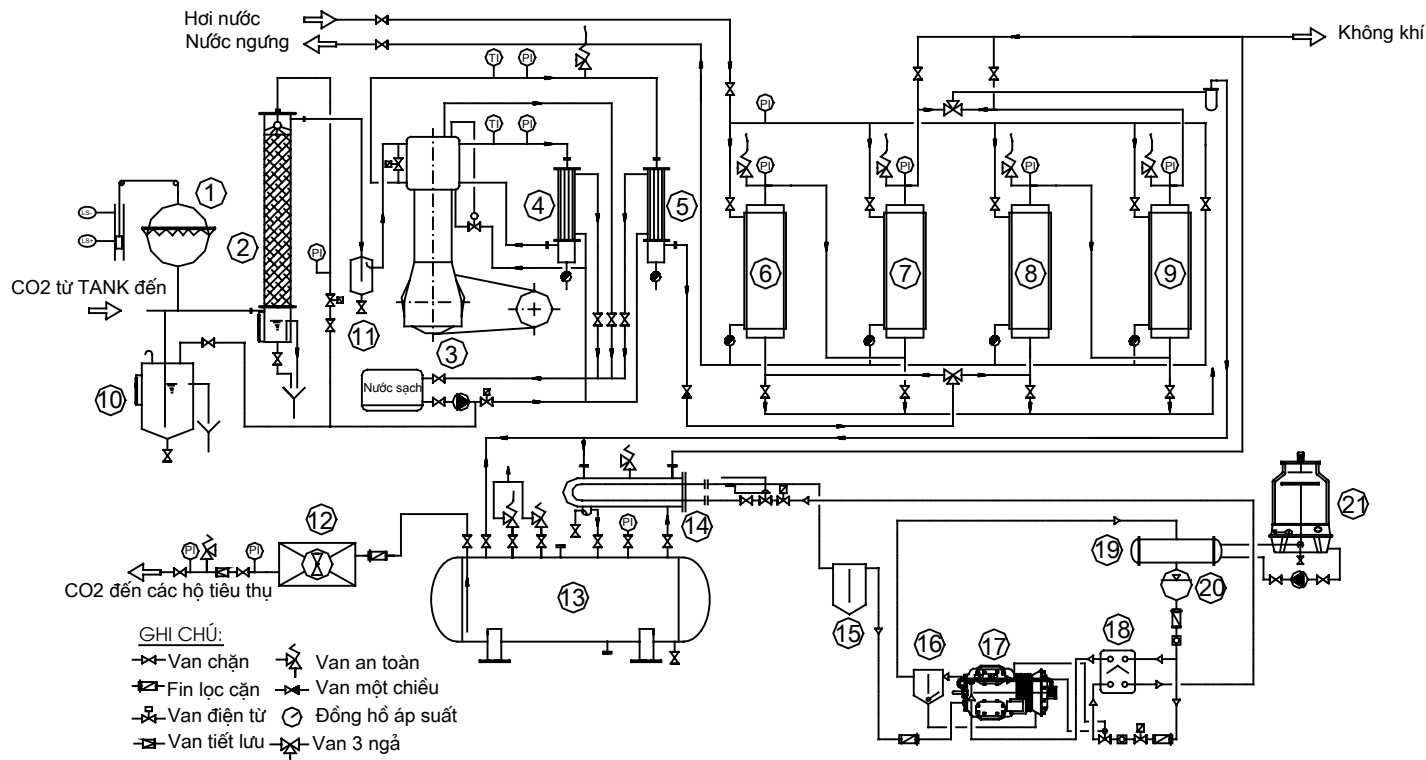 Hơi nước
Nước ngưng
Không khí
TI
PI
TI
PI
PI
PI
PI
PI
PI
1
2
4
5
6
7
8
9
LS-
LS+
PI
CO2 từ TANK đến
11
3
10
Nước sạch
12
PI
14
21
19
20
PI
PI
CO2 đến các hộ tiêu thụ
13
15
16
17
18
GHI CHÚ:
Van chặn
Van an toàn
Fin lọc cặn
Van một chiều
Van điện từ
Đồng hồ áp suất
Van tiết lưu
Van 3 ngả